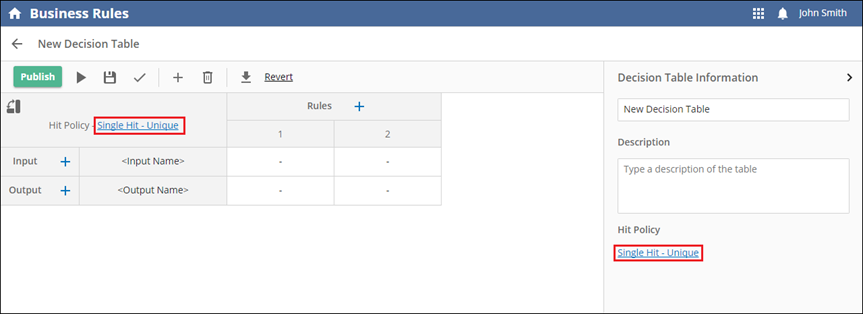 Business Rules
John Smith
New Decision Table
Publish
Revert
Rules
Hit Policy - Single Hit - Unique
1 2
Input <Input Name> - -
Output <Output Name> - -
Decision Table Information
New Decision Table
Description
Type a description of the table
Hit Policy
Single Hit - Unique